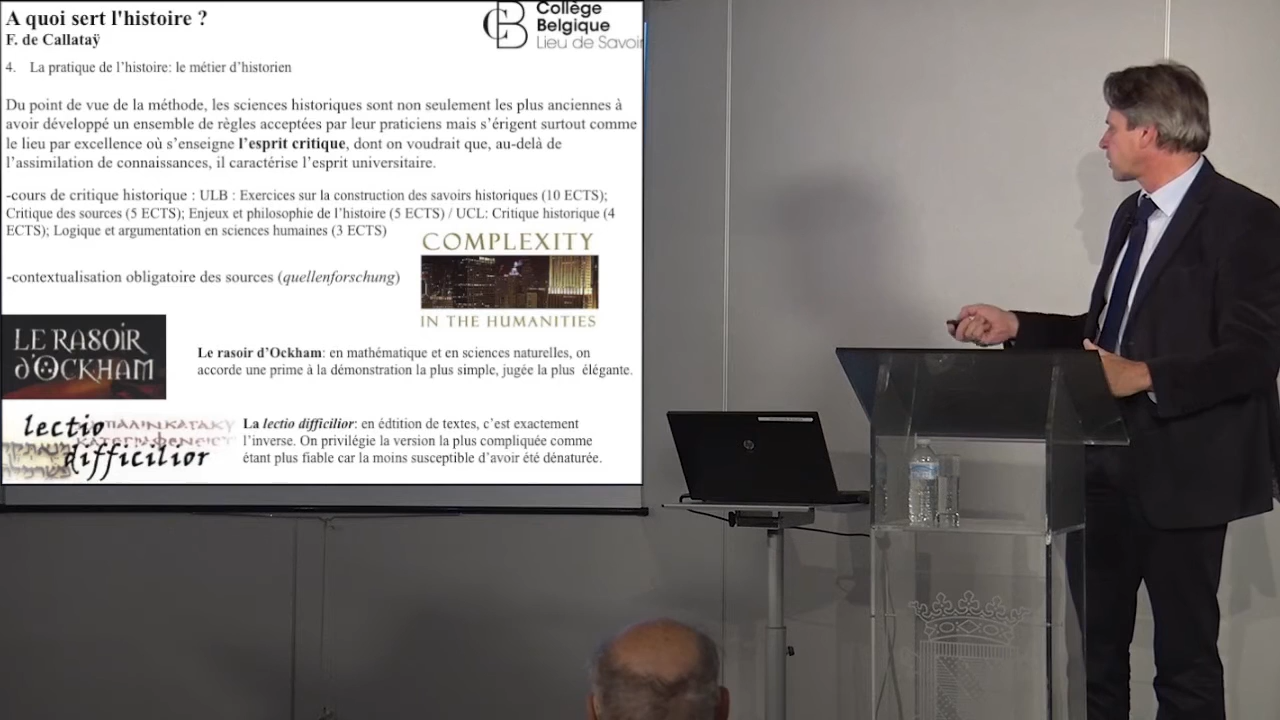 A quoi sert l'histoire ?
F. de Callataÿ
Collège
Belgique
Lieu de Savoir
4. La pratique de l'histoire: le métier d'historien
Du point de vue de la méthode, les sciences historiques sont non seulement les plus anciennes à
avoir développé un ensemble de règles acceptées par leur praticiens mais s'érigent surtout comme
le lieu par excellence où s'enseigne l'esprit critique, dont on voudrait que, au-delà de
l'assimilation de connaissances, il caractérise l'esprit universitaire.
-cours de critique historique : ULB : Exercices sur la construction des savoirs historiques (10 ECTS);
Critique des sources (5 ECTS); Enjeux et philosophie de l'histoire (5 ECTS) / UCL: Critique historique (4
ECTS); Logique et argumentation en sciences humaines (3 ECTS)
COMPLEXITY
IN THE HUMANITIES
-contextualisation obligatoire des sources (quellenforschung)
LE RASOIR
d'OCKHAM
Le rasoir d'Ockham: en mathématique et en sciences naturelles, on
accorde une prime à la démonstration la plus simple, jugée la plus élégante.
lectio
difficilior
La lectio difficilior: en édtition de textes, c'est exactement
l'inverse. On privilégie la version la plus compliquée comme
étant plus fiable car la moins susceptible d'avoir été dénaturée.
hp